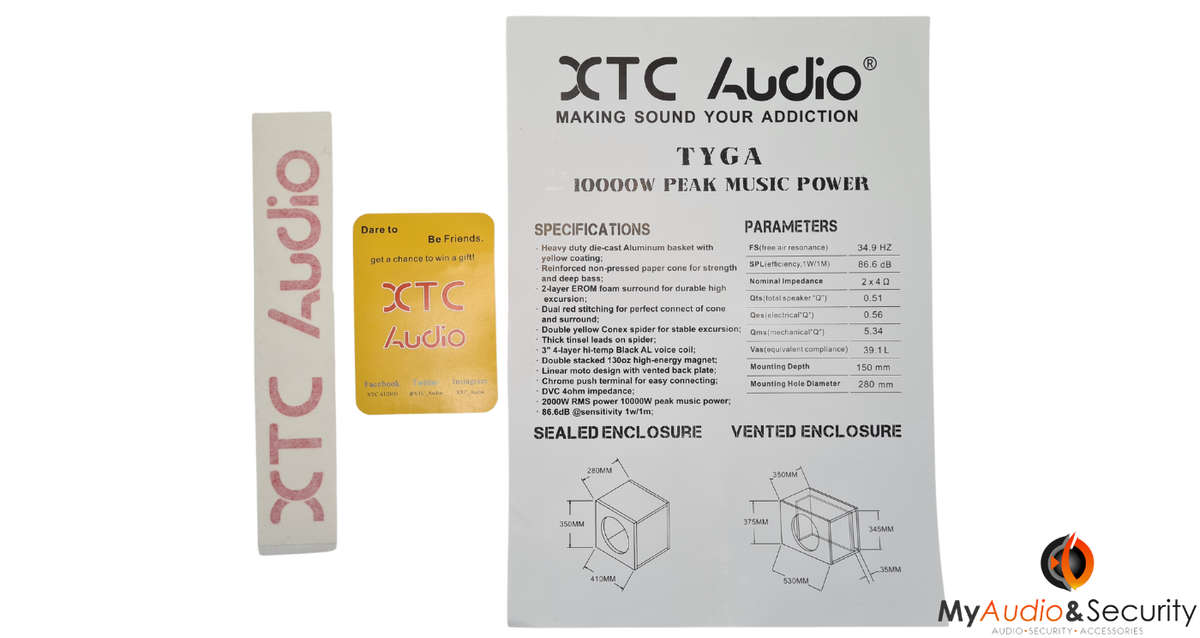 XTC Audio
Dare to
Be Friends.
get a chance to win a gift!
XTC
Audio
Facebook Twitter Instagram
XTC AUDIO @XTC_Audio XTC_Audio
XTC Audio®
MAKING SOUND YOUR ADDICTION
TYGA
10000W PEAK MUSIC POWER
SPECIFICATIONS
· Heavy duty die-cast Aluminum basket with
yellow coating;
· Reinforced non-pressed paper cone for strength
and deep bass;
· 2-layer EROM foam surround for durable high
excursion;
· Dual red stitching for perfect connect of cone
and surround;
· Double yellow Conex spider for stable excursion;
· Thick tinsel leads on spider;
· 3" 4-layer hi-temp Black AL voice coil;
· Double stacked 130oz high-energy magnet;
· Linear moto design with vented back plate;
· Chrome push terminal for easy connecting;
· DVC 4ohm impedance;
· 2000W RMS power 10000W peak music power;
· 86.6dB @sensitivity 1w/1m;
PARAMETERS
FS(free air resonance) 34.9 HZ
SPL(efficiency,1W/1M) 86.6 dB
Nominal Impedance 2 x 4 Ω
Qts(total speaker"Q") 0.51
Qes(electrical"Q") 0.56
Qms(mechanical"Q") 5.34
Vas(equivalent compliance) 39.1 L
Mounting Depth 150 mm
Mounting Hole Diameter 280 mm
SEALED ENCLOSURE
280MM
350MM
410MM
VENTED ENCLOSURE
350MM
375MM
345MM
35MM
530MM
MyAudio&Security
AUDIO•SECURITY•ACCESSORIES